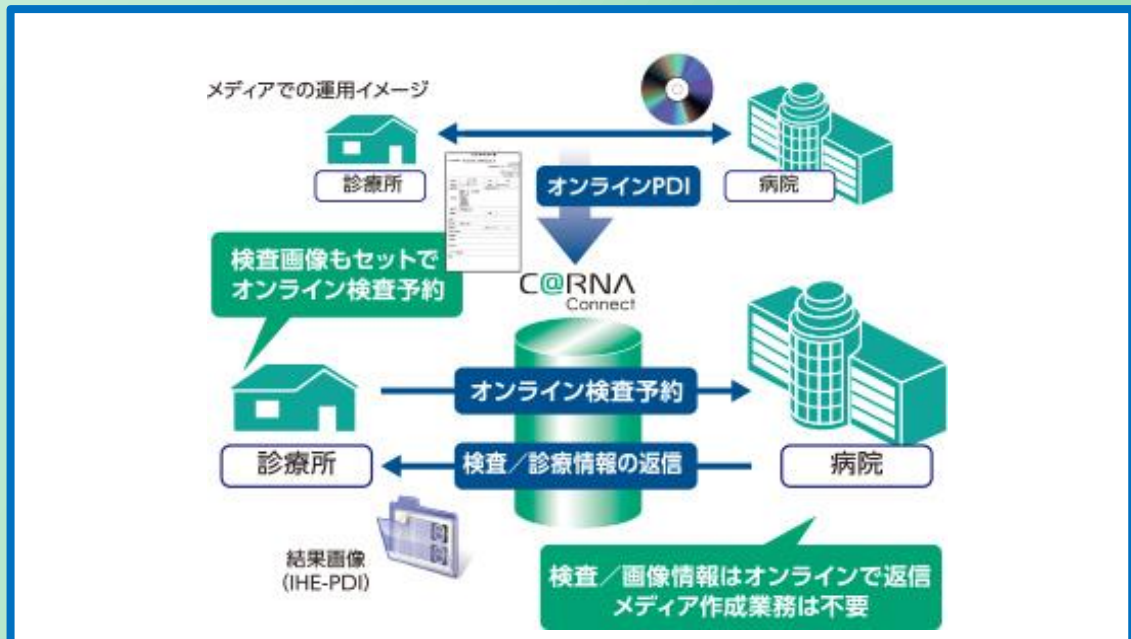 メディアでの運用イメージ
診療所
オンラインPDI
病院
検査画像もセットで
オンライン検査予約
C@RNA
Connect
オンライン検査予約
診療所
検査／診療情報の返信
病院
結果画像
(IHE-PDI)
検査／画像情報はオンラインで返信
メディア作成業務は不要